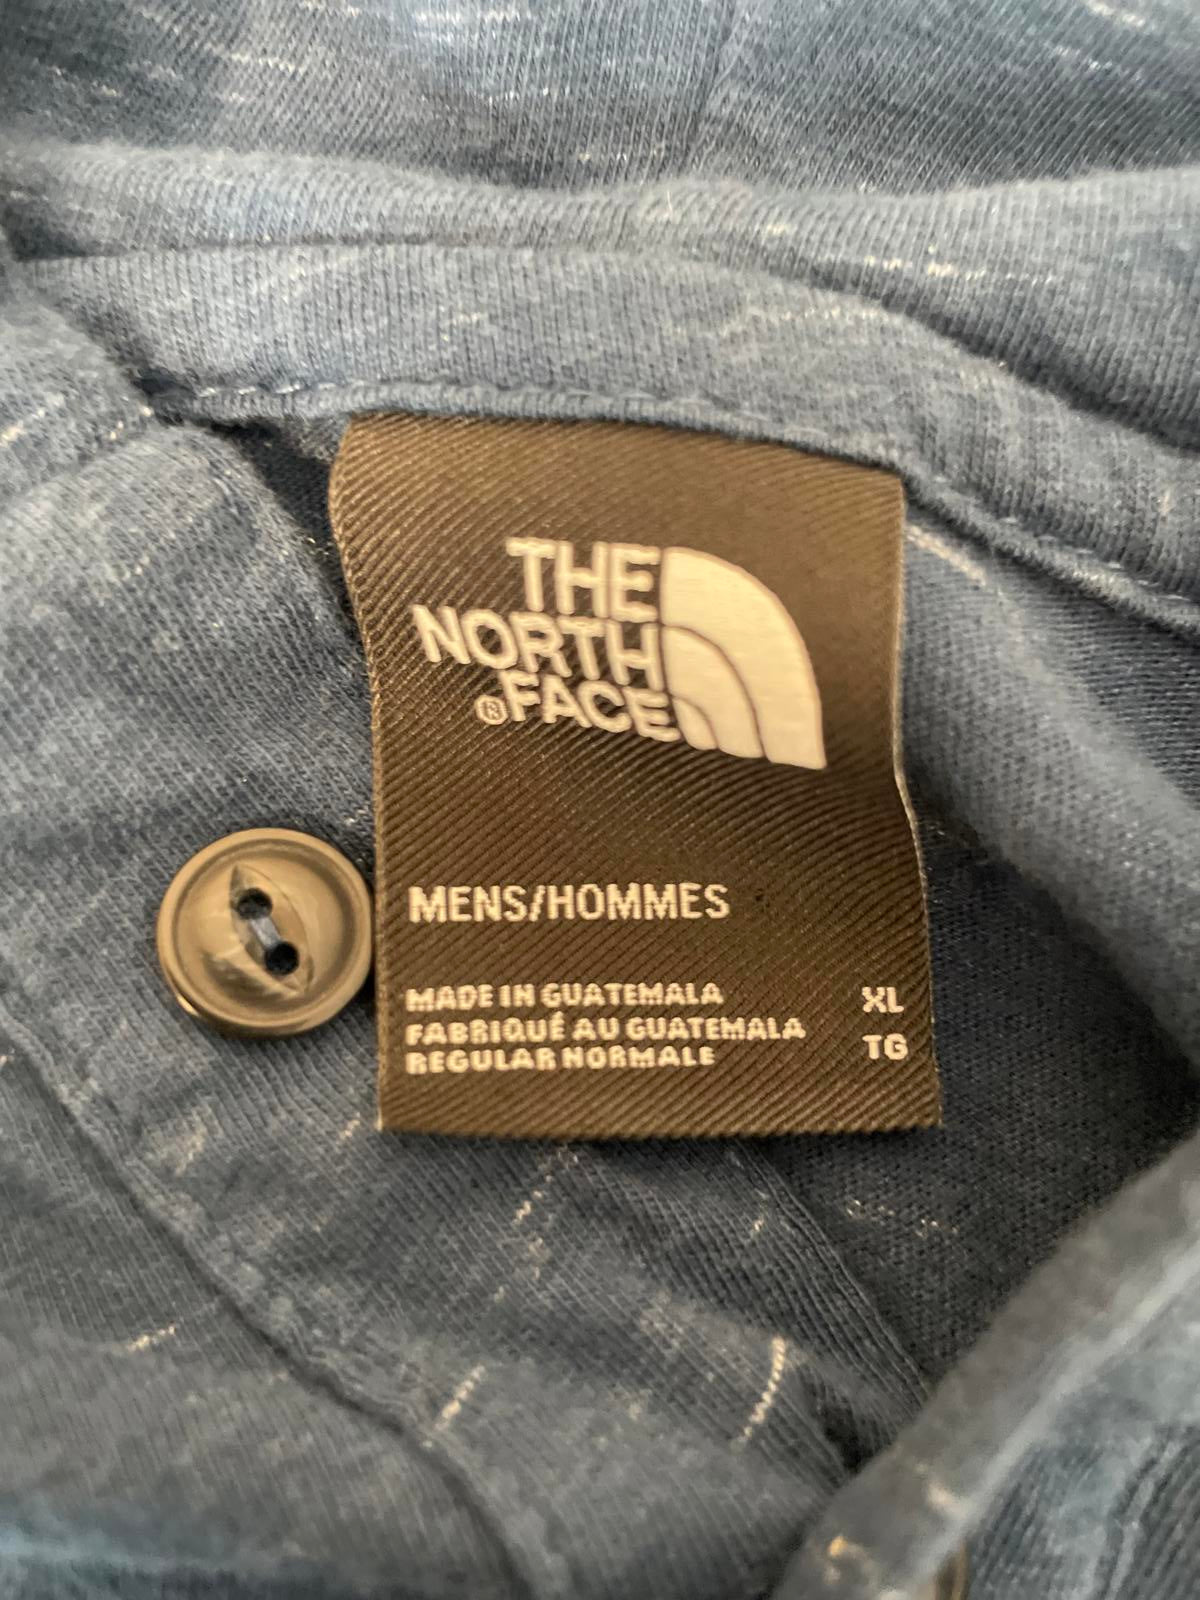 THE
NORTH
®FACE
MENS/HOMMES
MADE IN GUATEMALA
FABRIQUÉ AU GUATEMALA
REGULAR NORMALE
XL
TG